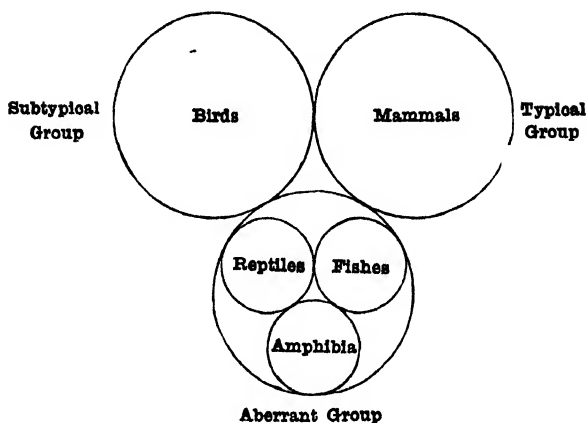 Subtypical
Group
Birds
Mammals
Typical
Group
Reptiles
Fishes
Amphibia
Aberrant Group